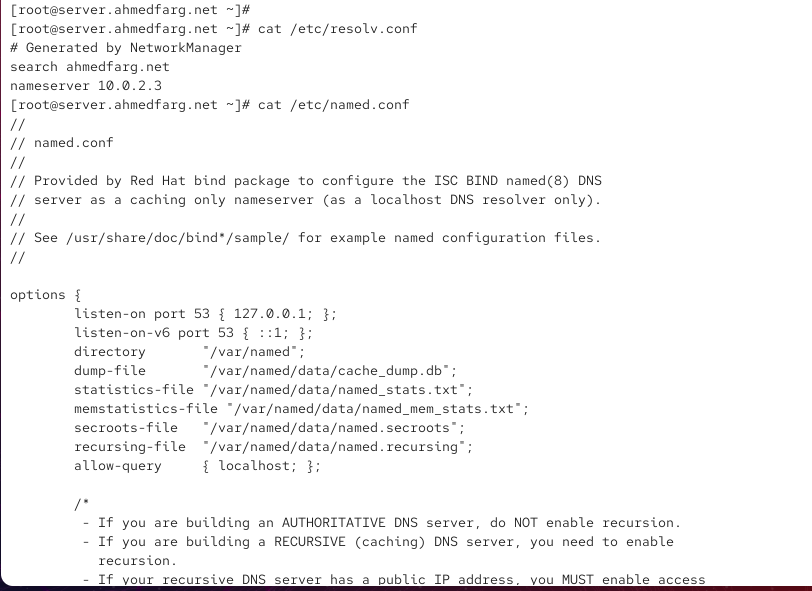 [root@server.ahmedfarg.net ~]#
[root@server.ahmedfarg.net ~]# cat /etc/resolv.conf
# Generated by NetworkManager
search ahmedfarg.net
nameserver 10.0.2.3
[root@server.ahmedfarg.net ~]# cat /etc/named.conf
//
// named.conf
//
// Provided by Red Hat bind package to configure the ISC BIND named(8) DNS
// server as a caching only nameserver (as a localhost DNS resolver only).
//
// See /usr/share/doc/bind*/sample/ for example named configuration files.
//

options {
        listen-on port 53 { 127.0.0.1; };
        listen-on-v6 port 53 { ::1; };
        directory       "/var/named";
        dump-file       "/var/named/data/cache_dump.db";
        statistics-file "/var/named/data/named_stats.txt";
        memstatistics-file "/var/named/data/named_mem_stats.txt";
        secroots-file   "/var/named/data/named.secroots";
        recursing-file  "/var/named/data/named.recursing";
        allow-query     { localhost; };

        /*
         - If you are building an AUTHORITATIVE DNS server, do NOT enable recursion.
         - If you are building a RECURSIVE (caching) DNS server, you need to enable
           recursion.
         - If your recursive DNS server has a public IP address, you MUST enable access